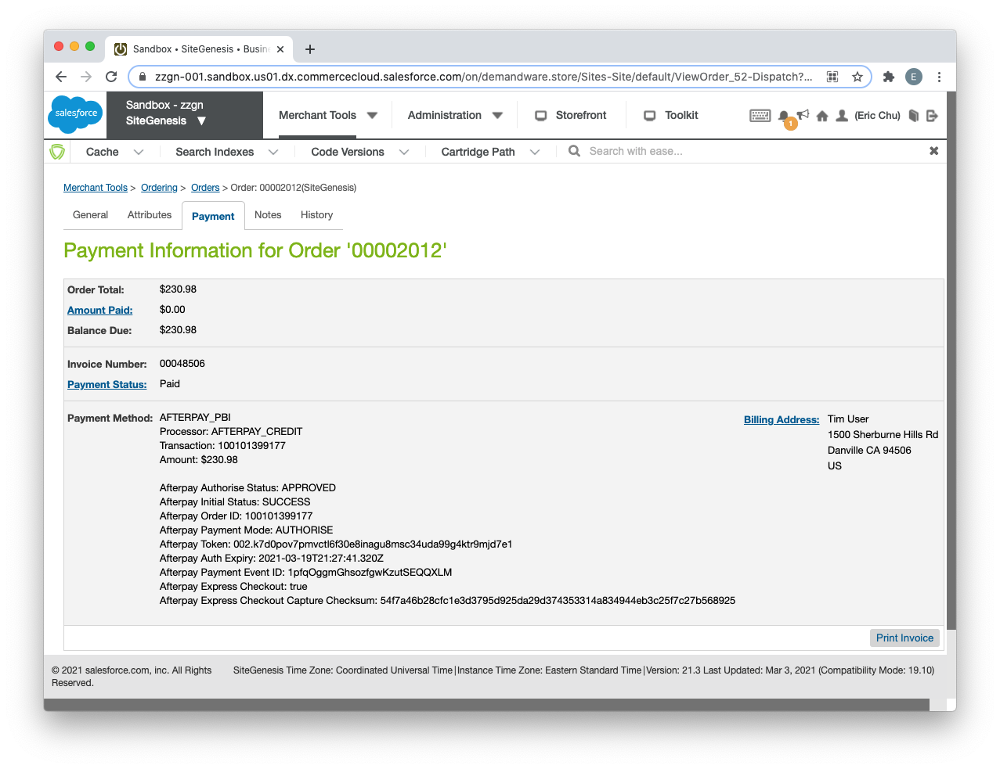 Sandbox • SiteGenesis • Busin
zzgn-001.sandbox.us01.dx.commercecloud.salesforce.com/on/demandware.store/Sites-Site/default/ViewOrder_52-Dispatch?...
E
salesforce
Sandbox - zzgn
SiteGenesis
Merchant Tools
Administration
Storefront
Toolkit
1
(Eric Chu)
Cache
Search Indexes
Code Versions
Cartridge Path
Search with ease...
Merchant Tools > Ordering > Orders > Order: 00002012(SiteGenesis)
General Attributes Payment Notes History
Payment Information for Order '00002012'
Order Total: $230.98
Amount Paid: $0.00
Balance Due: $230.98
Invoice Number: 00048506
Payment Status: Paid
Payment Method: AFTERPAY_PBI
Processor: AFTERPAY_CREDIT
Transaction: 100101399177
Amount: $230.98
Afterpay Authorise Status: APPROVED
Afterpay Initial Status: SUCCESS
Afterpay Order ID: 100101399177
Afterpay Payment Mode: AUTHORISE
Afterpay Token: 002.k7d0pov7pmvctl6f30e8inagu8msc34uda99g4ktr9mjd7e1
Afterpay Auth Expiry: 2021-03-19T21:27:41.320Z
Afterpay Payment Event ID: 1pfqOggmGhsozfgwKzutSEQQXLM
Afterpay Express Checkout: true
Afterpay Express Checkout Capture Checksum: 54f7a46b28cfc1e3d3795d925da29d374353314a834944eb3c25f7c27b568925
Billing Address: Tim User
1500 Sherburne Hills Rd
Danville CA 94506
US
Print Invoice
© 2021 salesforce.com, inc. All Rights Reserved.
SiteGenesis Time Zone: Coordinated Universal Time | Instance Time Zone: Eastern Standard Time | Version: 21.3 Last Updated: Mar 3, 2021 (Compatibility Mode: 19.10)